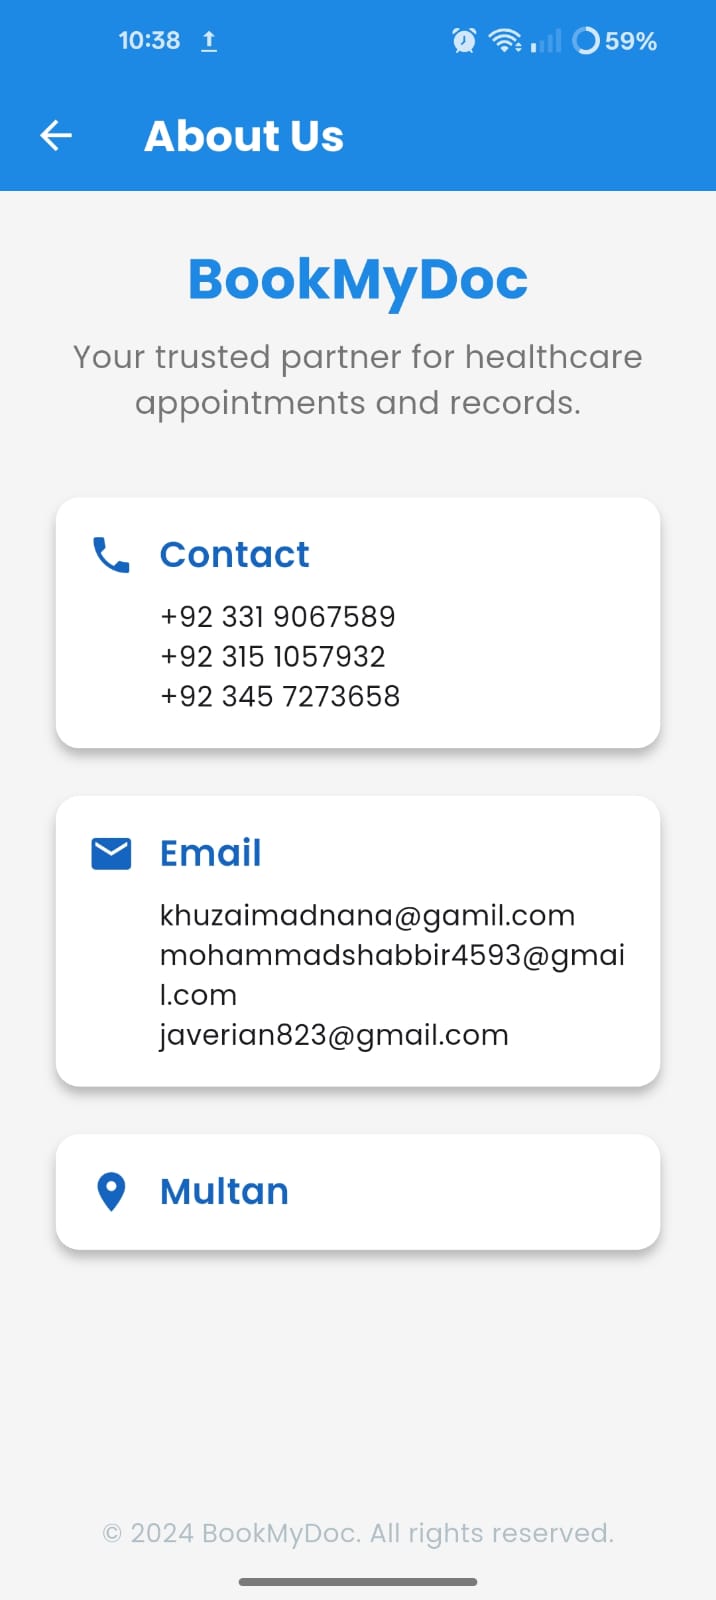 10:38
59%
About Us
BookMyDoc
Your trusted partner for healthcare
appointments and records.
Contact
+92 331 9067589
+92 315 1057932
+92 345 7273658
Email
khuzaimadnana@gamil.com
mohammadshabbir4593@gmai
l.com
javerian823@gmail.com
Multan
© 2024 BookMyDoc. All rights reserved.